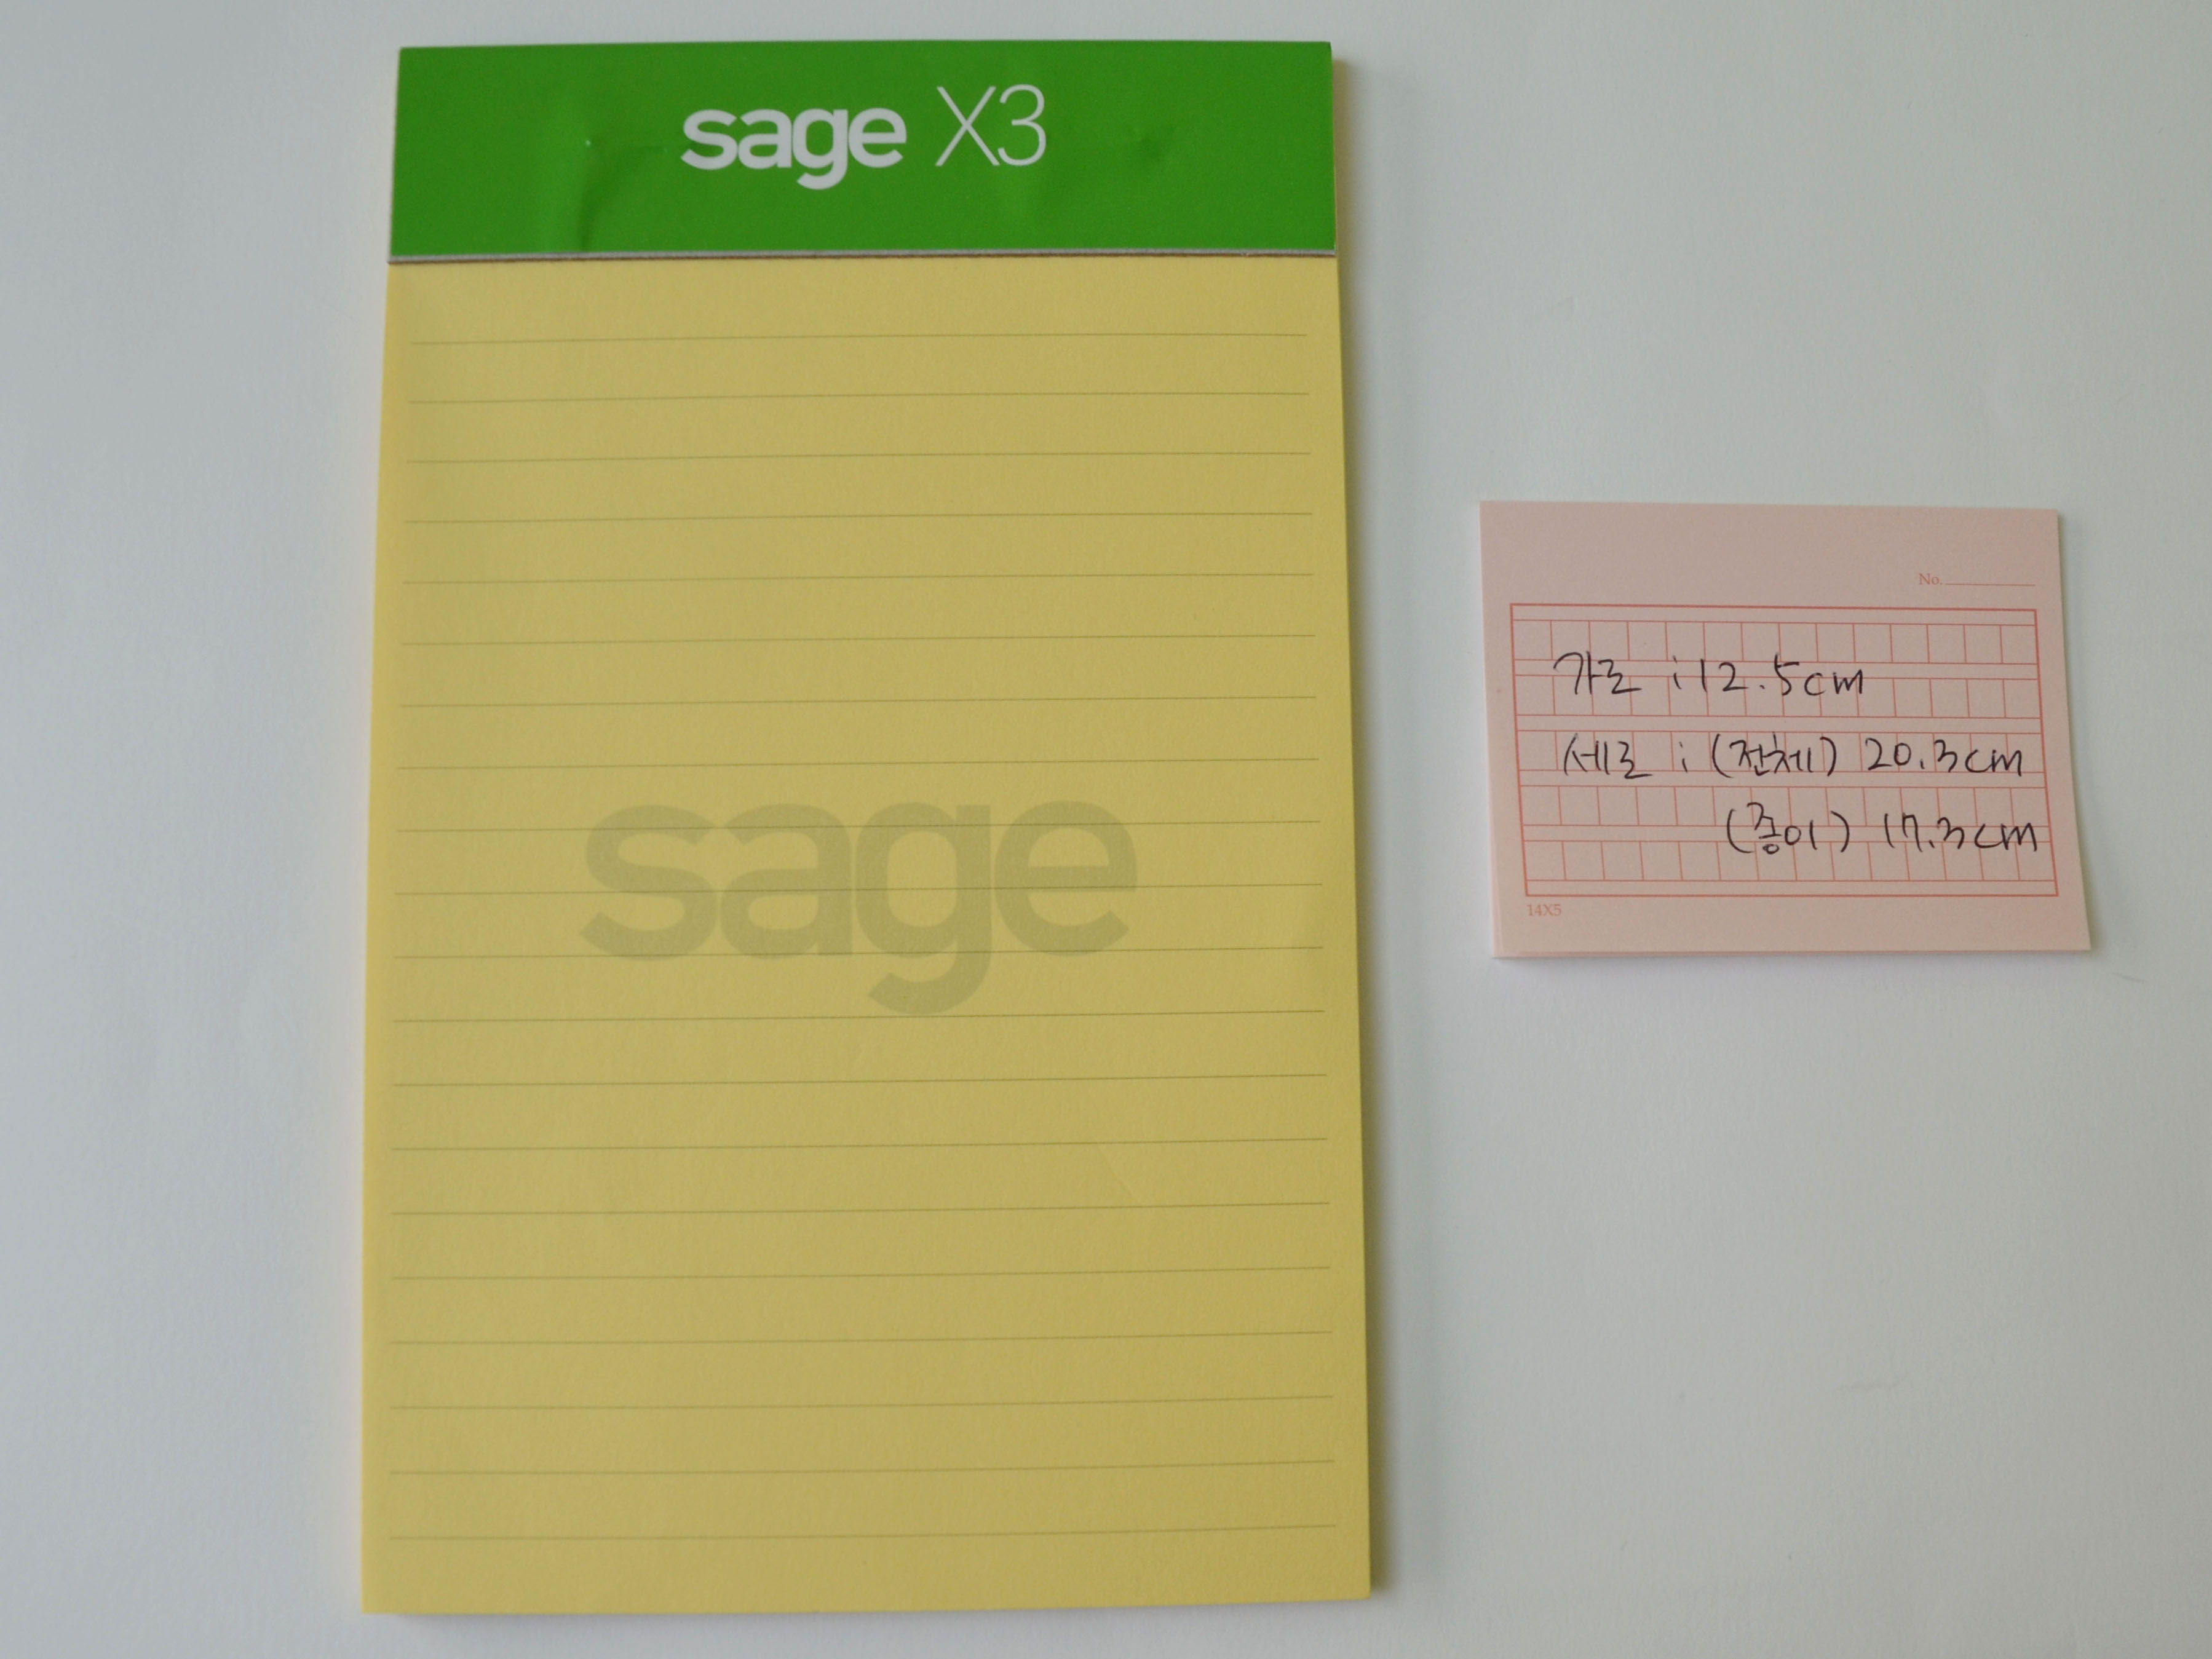 sage X3
sage
No.
가로 : 12.5cm
세로 : (전체) 20.3cm
(종이) 17.3cm
14X5